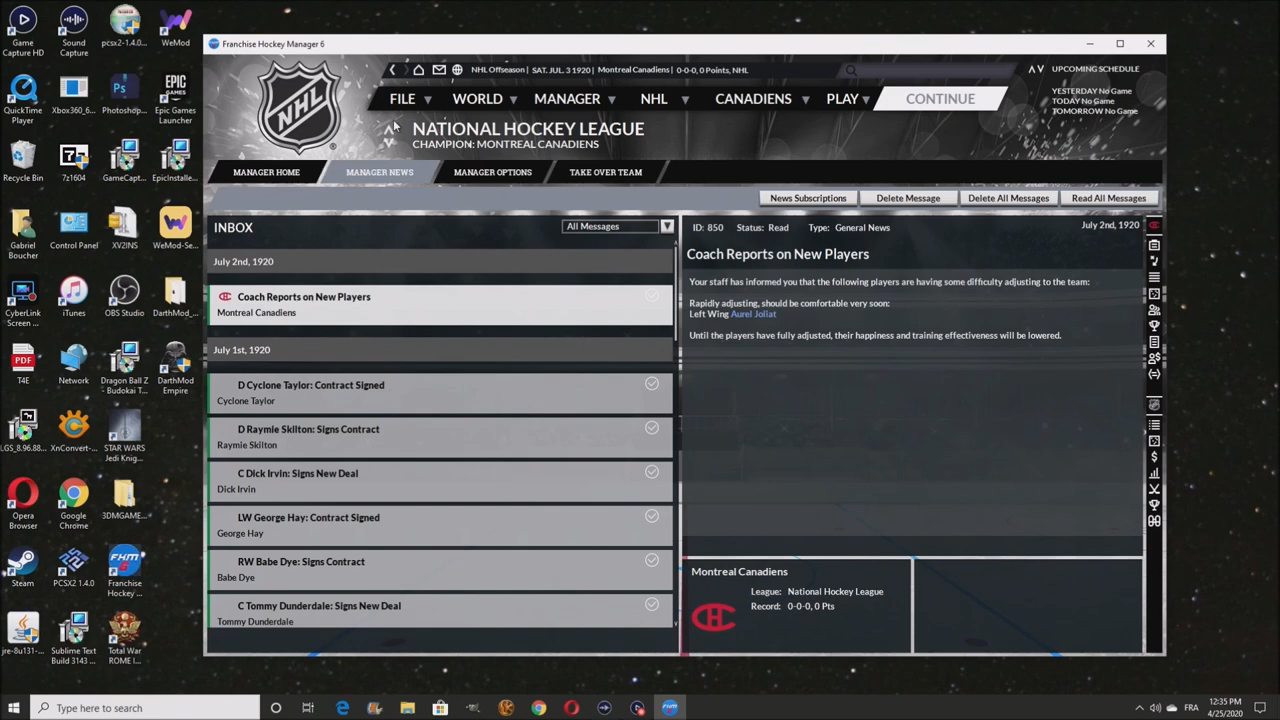 Game
Capture HD
Sound
Capture
pcsx2-1.4.0...
WeMod
QuickTime
Player
Xbox360_6...
Photoshop
Epic Games
Launcher
Recycle Bin
7z1604
GameCapt...
EpicInstalle...
Gabriel
Boucher
Control Panel
XV2INS
WeMod-Se...
CyberLink
Screen ...
iTunes
OBS Studio
DarthMod_...
T4E
Network
Dragon Ball Z
- Budokai T...
DarthMod
Empire
LGS_8.96.88...
XnConvert-...
STAR WARS
Jedi Knig...
Opera
Browser
Google
Chrome
3DMGAME...
Steam
PCSX2 1.4.0
Franchise
Hockey ...
jre-8u131-...
Sublime Text
Build 3143 ...
Total War
ROME I...
Franchise Hockey Manager 6
NHL Offseason | SAT. JUL. 3 1920 | Montreal Canadiens | 0-0-0, 0 Points, NHL
FILE WORLD MANAGER NHL CANADIENS PLAY CONTINUE
UPCOMING SCHEDULE
YESTERDAY No Game
TODAY No Game
TOMORROW No Game
NHL
NATIONAL HOCKEY LEAGUE
CHAMPION: MONTREAL CANADIENS
MANAGER HOME MANAGER NEWS MANAGER OPTIONS TAKE OVER TEAM
News Subscriptions Delete Message Delete All Messages Read All Messages
INBOX All Messages
July 2nd, 1920
Coach Reports on New Players
Montreal Canadiens
July 1st, 1920
D Cyclone Taylor: Contract Signed
Cyclone Taylor
D Raymie Skilton: Signs Contract
Raymie Skilton
C Dick Irvin: Signs New Deal
Dick Irvin
LW George Hay: Contract Signed
George Hay
RW Babe Dye: Signs Contract
Babe Dye
C Tommy Dunderdale: Signs New Deal
Tommy Dunderdale
ID: 850 Status: Read Type: General News July 2nd, 1920
Coach Reports on New Players
Your staff has informed you that the following players are having some difficulty adjusting to the team:
Rapidly adjusting, should be comfortable very soon:
Left Wing Aurel Joliat
Until the players have fully adjusted, their happiness and training effectiveness will be lowered.
Montreal Canadiens
League: National Hockey League
Record: 0-0-0, 0 Pts
Type here to search
FRA
12:35 PM
4/25/2020